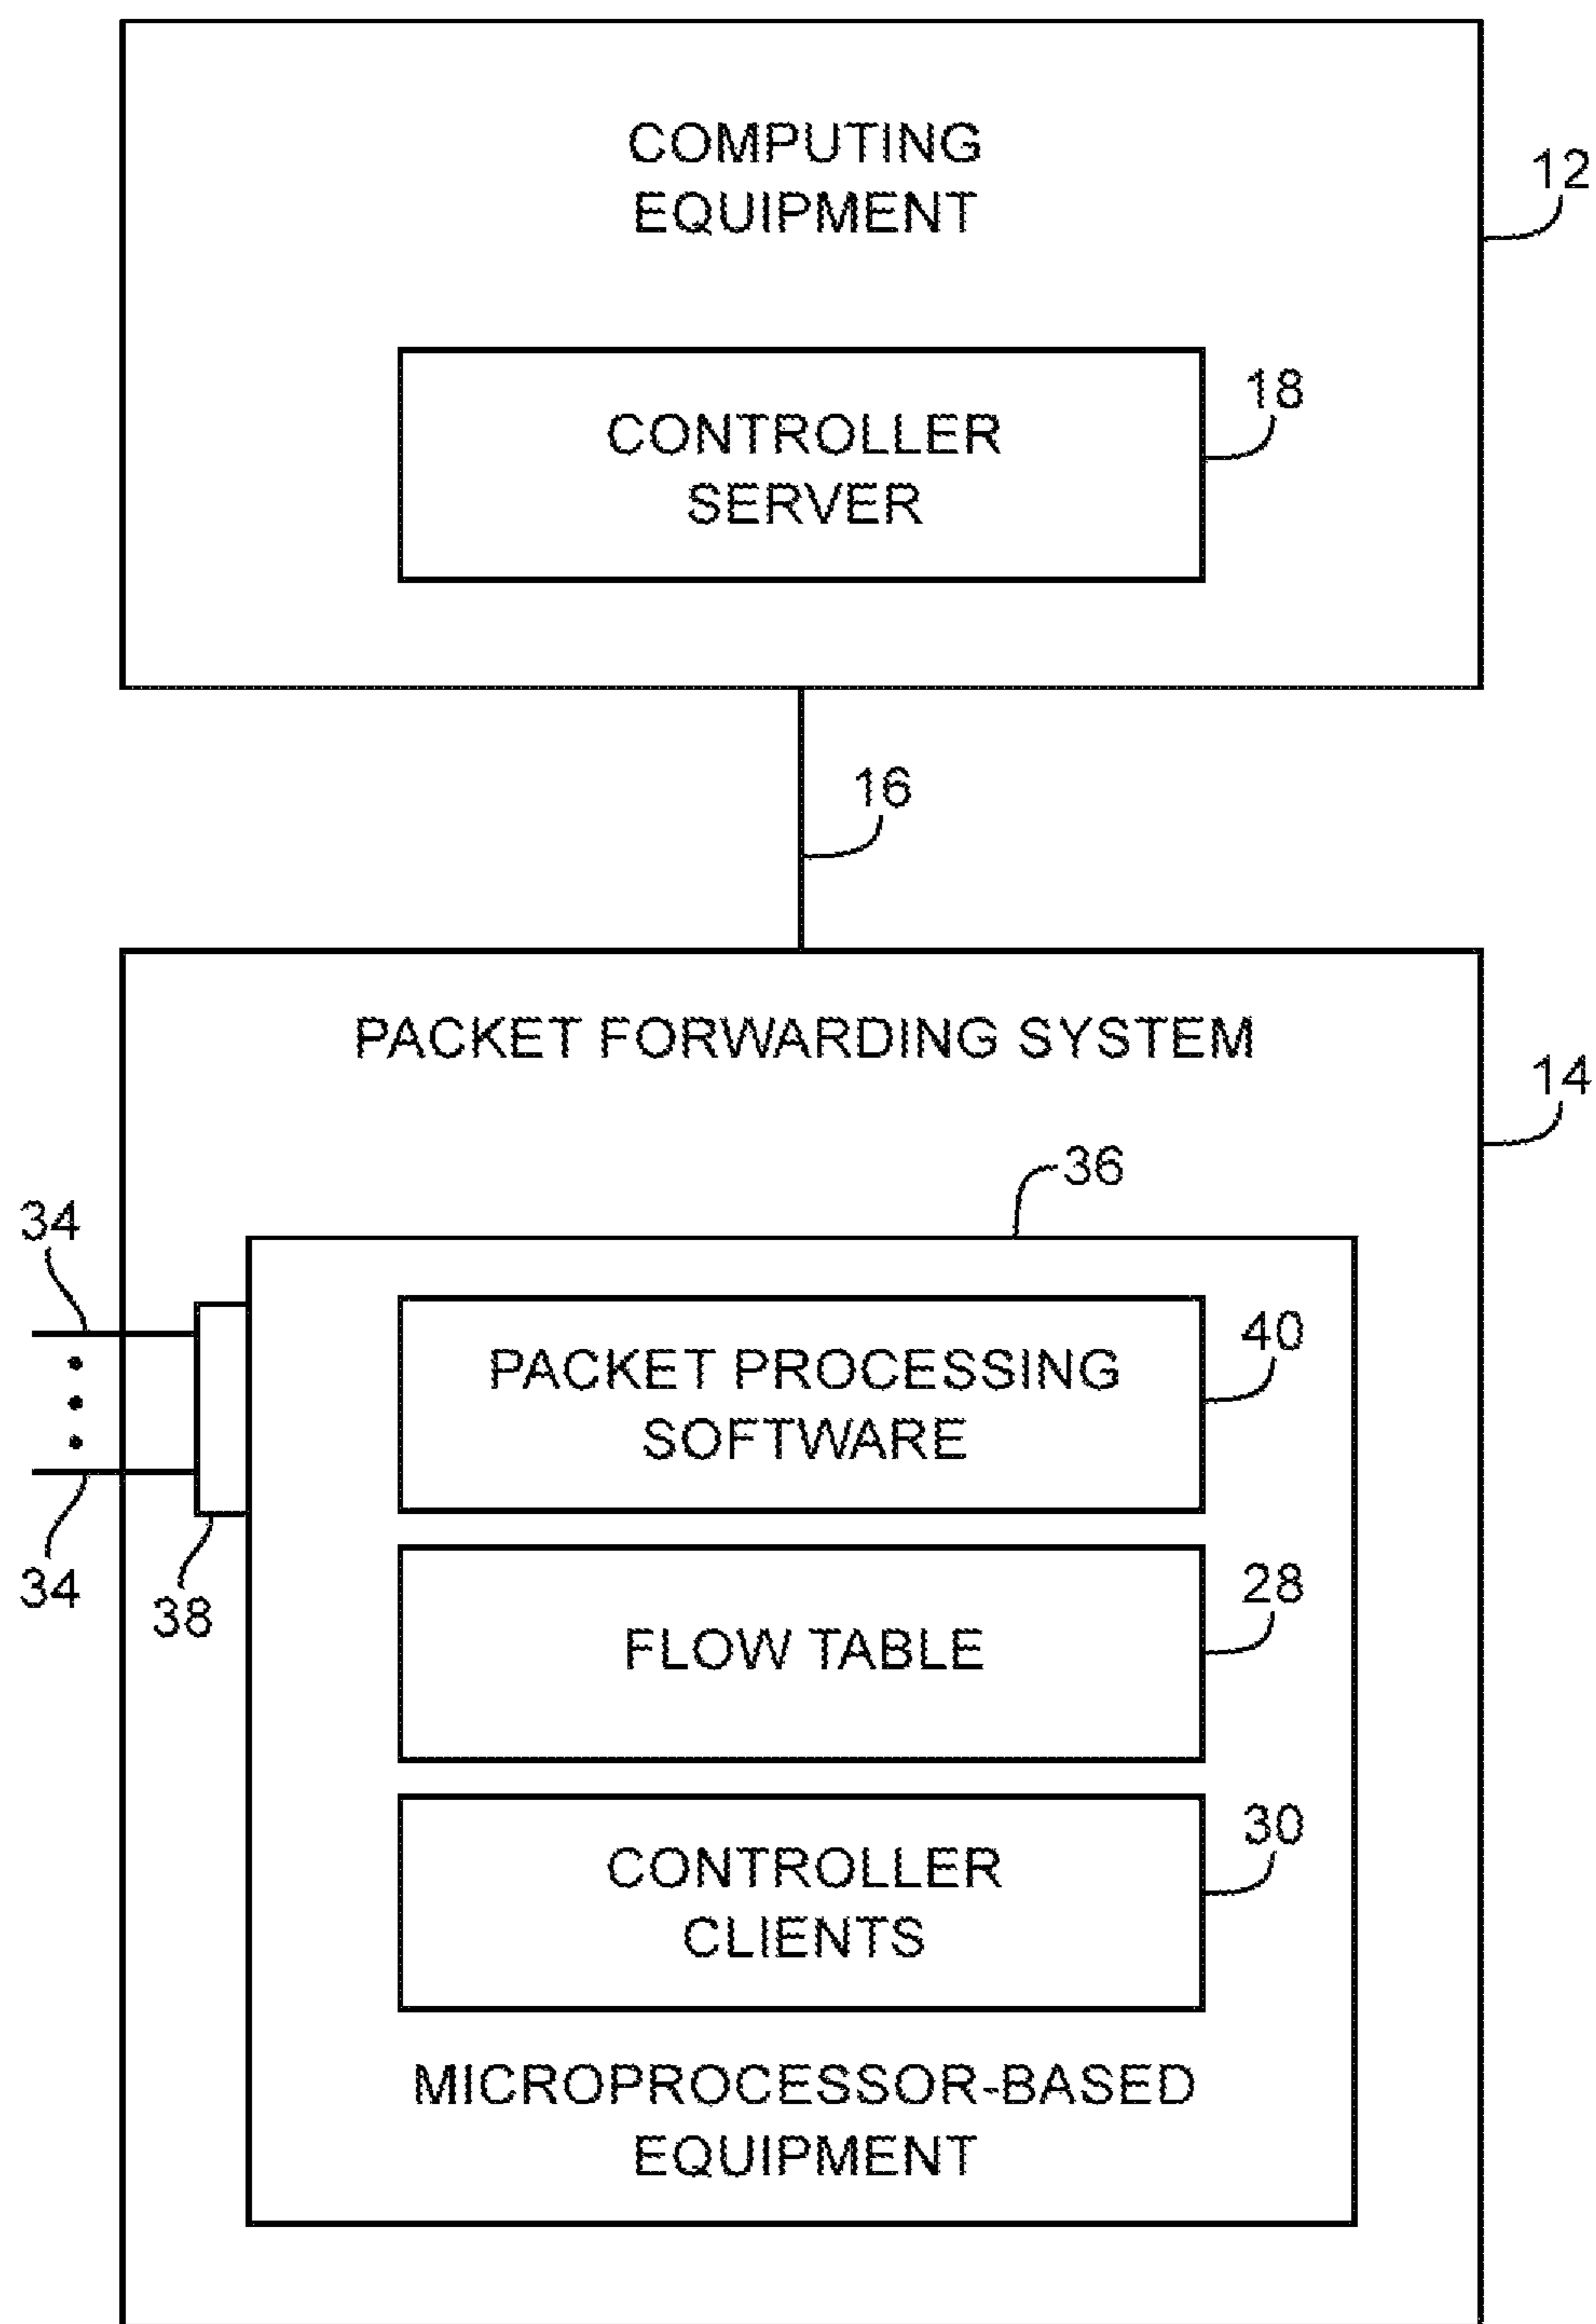 COMPUTING
EQUIPMENT
12
CONTROLLER
SERVER
18
16
PACKET FORWARDING SYSTEM
14
36
34
PACKET PROCESSING
SOFTWARE
40
34
38
FLOW TABLE
28
CONTROLLER
CLIENTS
30
MICROPROCESSOR-BASED
EQUIPMENT